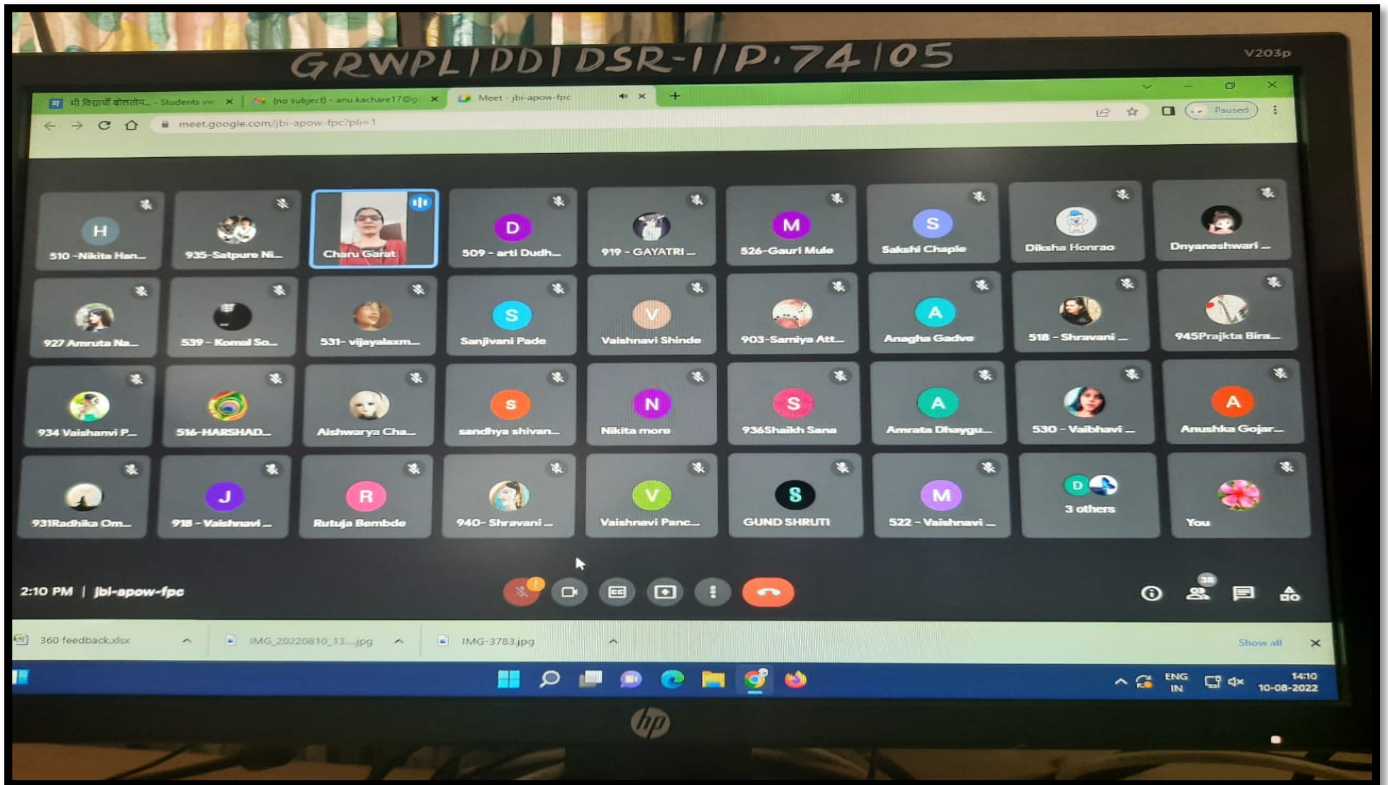 GRWPL|DD|DSR-1|P.74|05
V203p
मी विद्यार्थी बोलतोय... - Students ve
(no subject) - anu.kachare17@g
Meet - jbi-apow-fpc
meet.google.com/jbi-apow-fpc?pli=1
Paused
H D M S
510 -Nikita Han... 935-Satpure Ni... Charu Garat 509 - arti Dudh... 919 - GAYATRI ... 526-Gauri Mule Sakshi Chaple Diksha Honrao Dnyaneshwari ...
S V A
927 Amruta Na... 539 - Komal So... 531- vijayalaxm... Sanjivani Pade Vaishnavi Shinde 903-Samiya Att... Anagha Gadve 518 - Shravani ... 945Prajkta Bira...
s N S A A
934 Vaishanvi P... 516-HARSHAD... Aishwarya Cha... sandhya shivan... Nikita more 936Shaikh Sana Amrata Dhaygu... 530 - Vaibhavi ... Anushka Gojar...
J R V S M D
931Radhika Om... 918 - Vaishnavi ... Rutuja Bembde 940- Shravani ... Vaishnavi Panc... GUND SHRUTI 522 - Vaishnavi ... 3 others You
2:10 PM | jbi-apow-fpc
CC
38
360 feedback.xlsx IMG_20220810_13....jpg IMG-3783.jpg Show all
ENG 14:10
IN 10-08-2022
hp